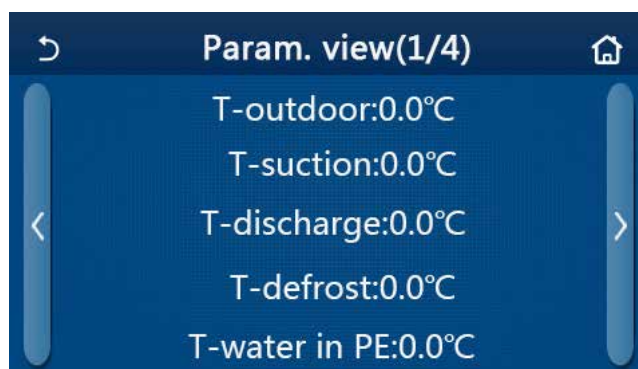 Param. view(1/4)
T-outdoor:0.0℃
T-suction:0.0℃
T-discharge:0.0℃
T-defrost:0.0℃
T-water in PE:0.0℃